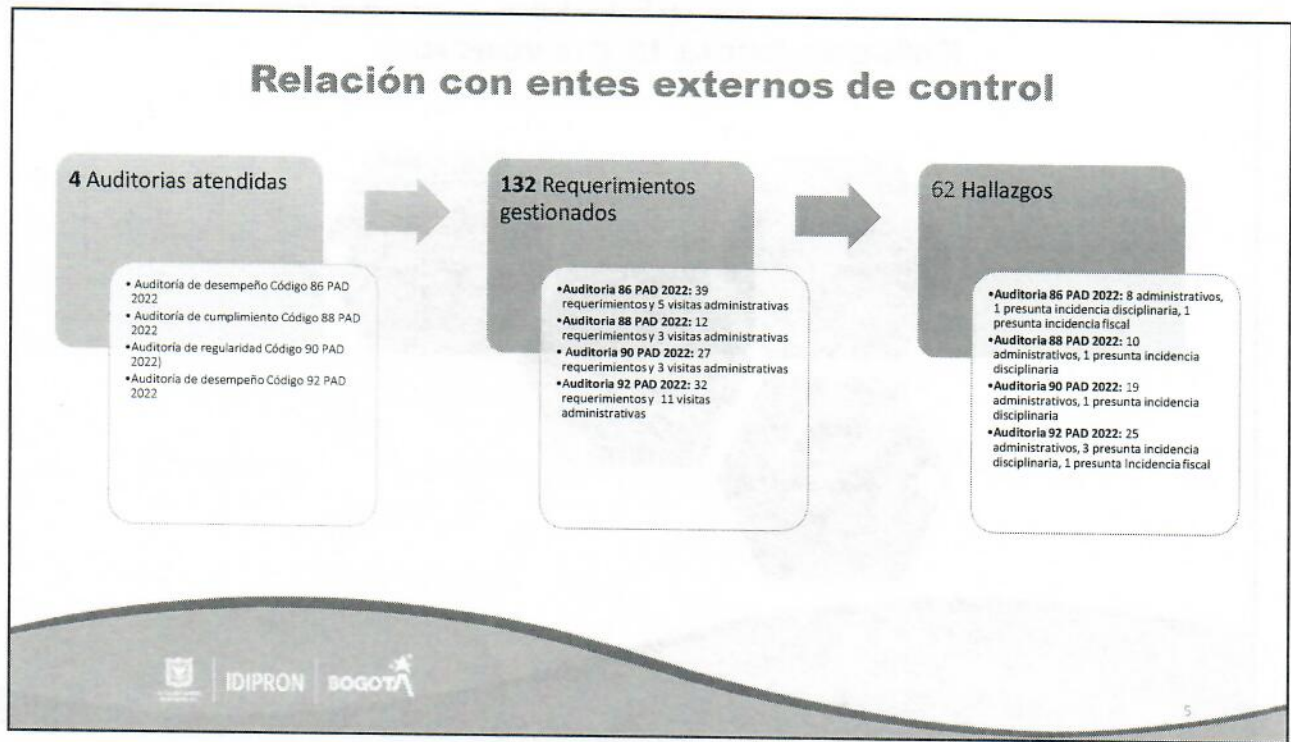 Relación con entes externos de control
4 Auditorias atendidas
• Auditoría de desempeño Código 86 PAD
2022
• Auditoría de cumplimiento Código 88 PAD
2022
•Auditoría de regularidad Código 90 PAD
2022)
•Auditoría de desempeño Código 92 PAD
2022
132 Requerimientos
gestionados
•Auditoria 86 PAD 2022: 39
requerimientos y 5 visitas administrativas
•Auditoria 88 PAD 2022: 12
requerimientos y 3 visitas administrativas
• Auditoria 90 PAD 2022: 27
requerimientos y 3 visitas administrativas
•Auditoria 92 PAD 2022: 32
requerimientos y 11 visitas
administrativas
62 Hallazgos
•Auditoria 86 PAD 2022: 8 administrativos,
1 presunta incidencia disciplinaria, 1
presunta incidencia fiscal
•Auditoria 88 PAD 2022: 10
administrativos, 1 presunta incidencia
disciplinaria
•Auditoria 90 PAD 2022: 19
administrativos, 1 presunta incidencia
disciplinaria
•Auditoria 92 PAD 2022: 25
administrativos, 3 presunta incidencia
disciplinaria, 1 presunta Incidencia fiscal
IDIPRON
BOGOTÁ
5